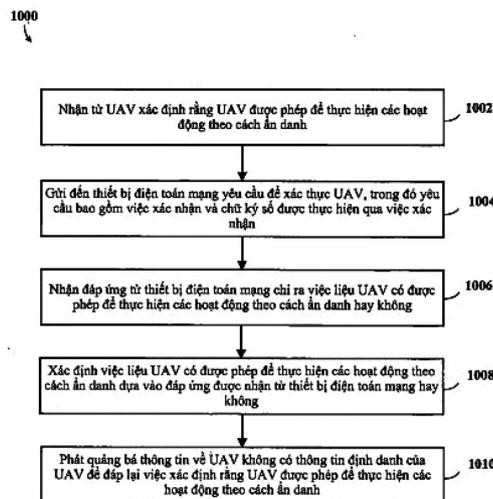 1000
Nhận từ UAV xác định rằng UAV được phép để thực hiện các hoạt
động theo cách ẩn danh
1002
Gửi đến thiết bị điện toán mạng yêu cầu để xác thực UAV, trong đó yêu
cầu bao gồm việc xác nhận và chữ ký số được thực hiện qua việc xác
nhận
1004
Nhận đáp ứng từ thiết bị điện toán mạng chỉ ra việc liệu UAV có được
phép để thực hiện các hoạt động theo cách ẩn danh hay không
1006
Xác định việc liệu UAV có được phép để thực hiện các hoạt động theo
cách ẩn danh dựa vào đáp ứng được nhận từ thiết bị điện toán mạng hay
không
1008
Phát quảng bá thông tin về UAV không có thông tin định danh của
UAV để đáp lại việc xác định rằng UAV được phép để thực hiện các
hoạt động theo cách ẩn danh
1010